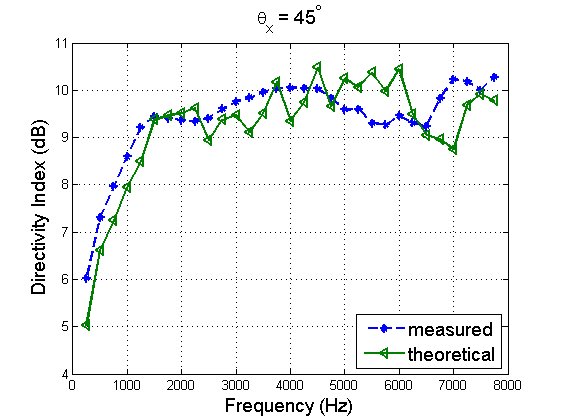 θx = 45°
11
10
9
8
7
6
5
4
Directivity Index (dB)
0 1000 2000 3000 4000 5000 6000 7000 8000
Frequency (Hz)
measured
theoretical